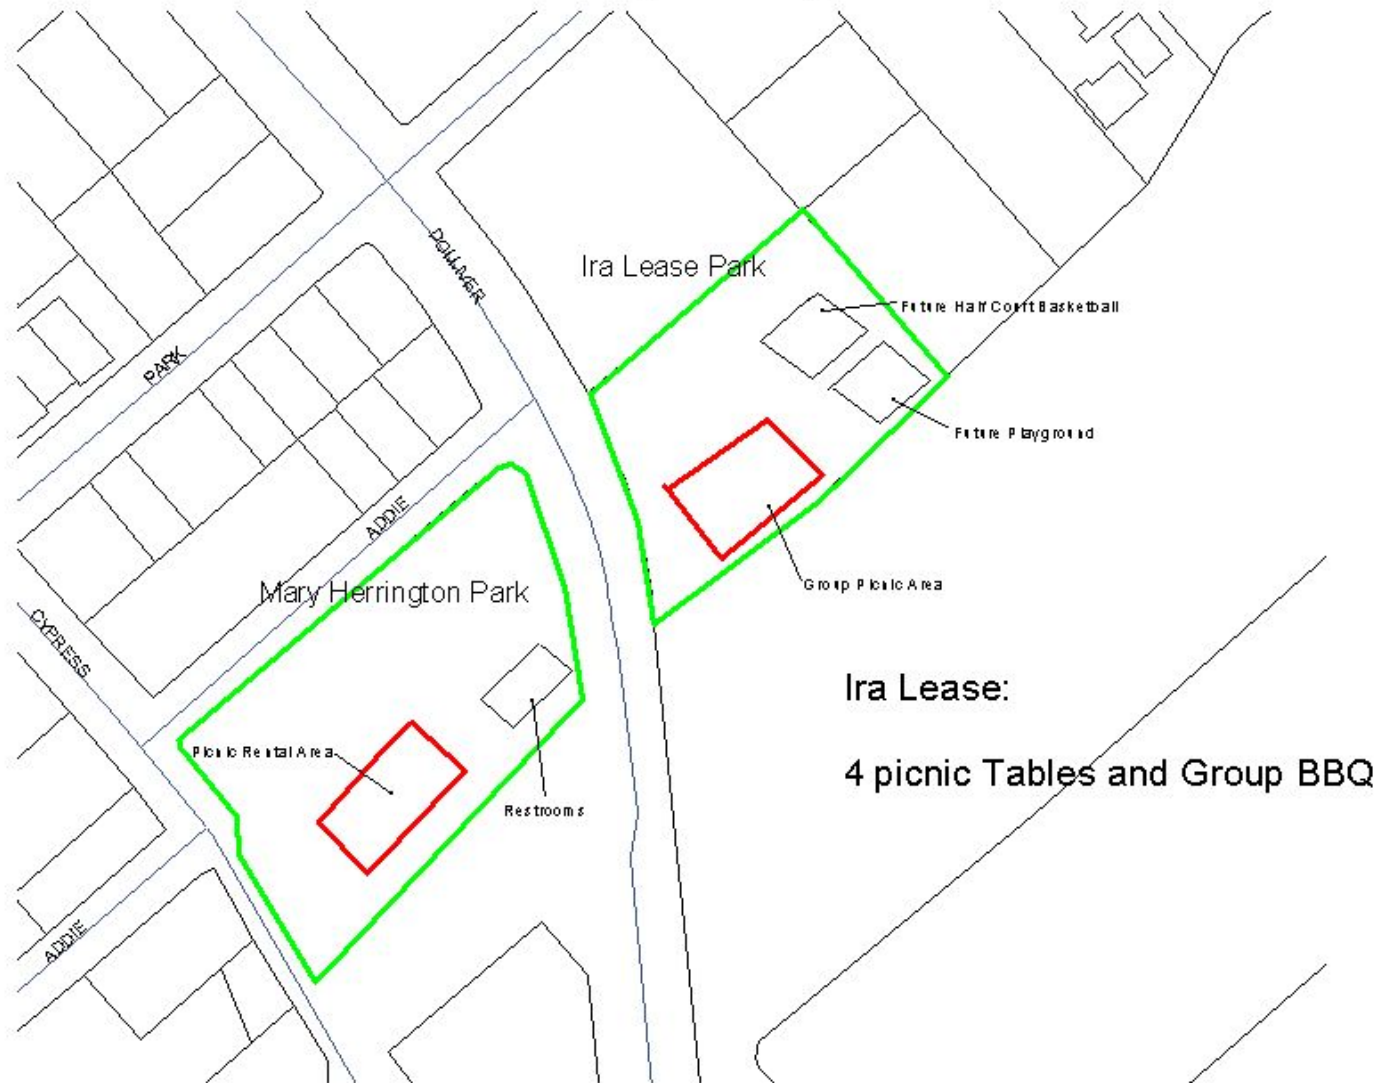 POLLIVER
Ira Lease Park
Future Half Court Basketball
PARK
Future Playground
ADDIE
Group Picnic Area
Mary Herrington Park
CYPRESS
Ira Lease:
Picnic Rental Area
4 picnic Tables and Group BBQ
Restrooms
ADDIE